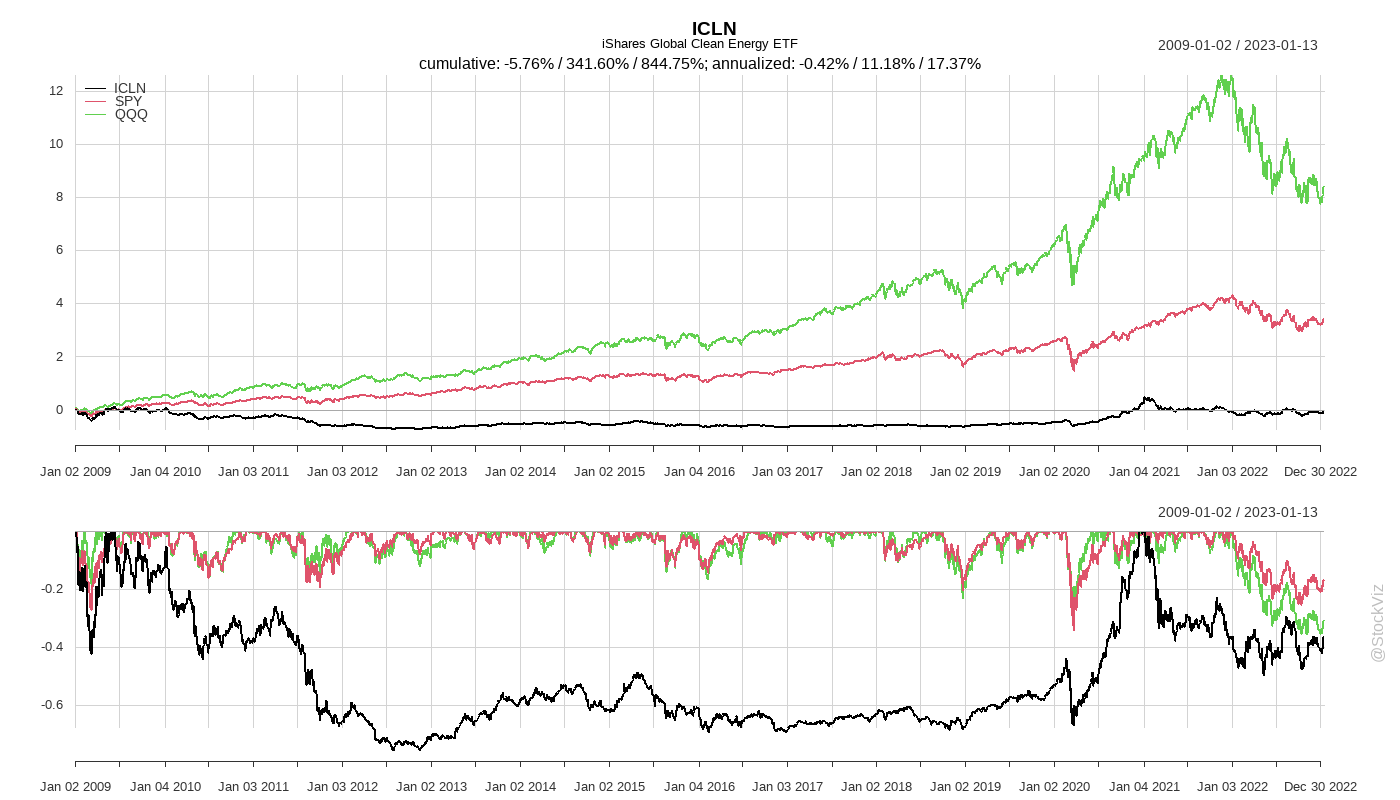 ICLN
iShares Global Clean Energy ETF
2009-01-02 / 2023-01-13
cumulative: -5.76% / 341.60% / 844.75%; annualized: -0.42% / 11.18% / 17.37%
ICLN
SPY
QQQ
12
10
8
6
4
2
0
Jan 02 2009 Jan 04 2010 Jan 03 2011 Jan 03 2012 Jan 02 2013 Jan 02 2014 Jan 02 2015 Jan 04 2016 Jan 03 2017 Jan 02 2018 Jan 02 2019 Jan 02 2020 Jan 04 2021 Jan 03 2022 Dec 30 2022
2009-01-02 / 2023-01-13
-0.2
-0.4
-0.6
Jan 02 2009 Jan 04 2010 Jan 03 2011 Jan 03 2012 Jan 02 2013 Jan 02 2014 Jan 02 2015 Jan 04 2016 Jan 03 2017 Jan 02 2018 Jan 02 2019 Jan 02 2020 Jan 04 2021 Jan 03 2022 Dec 30 2022
@StockViz